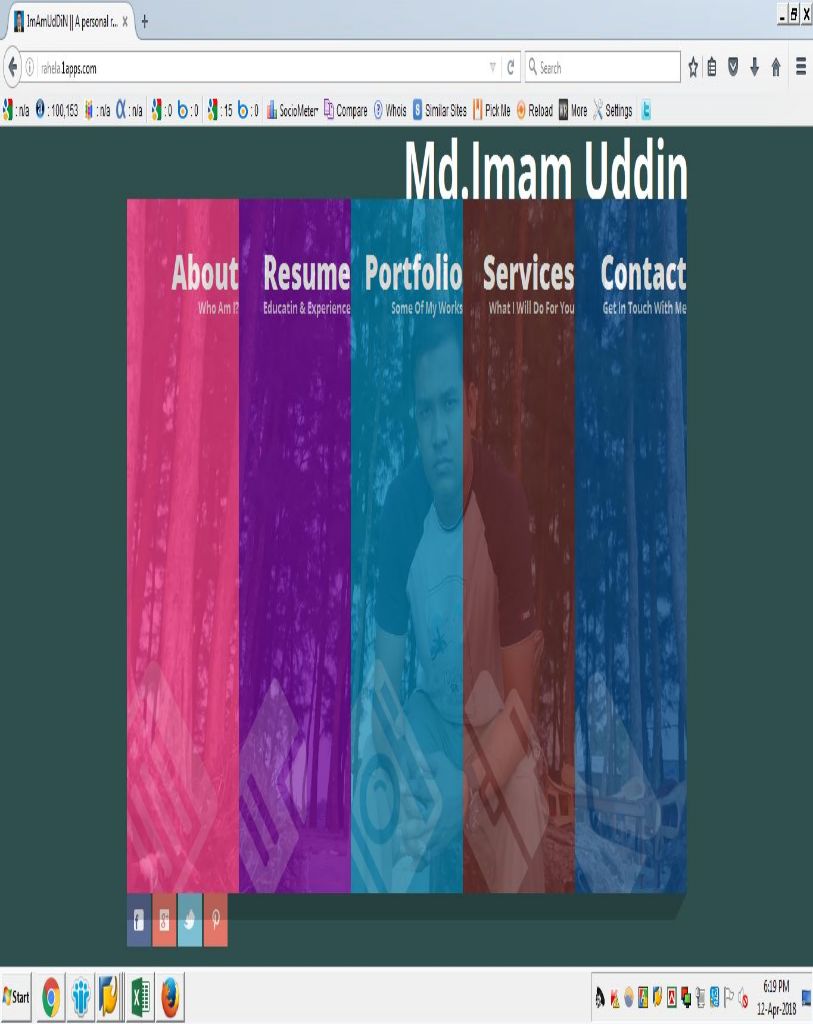 ImAmUdDiN || A personal r...
rahela.1apps.com
Search
: n/a : 100,153 : n/a : n/a : 0 : 0 : 15 : 0 SocioMeter Compare Whois Similar Sites Pick Me Reload More Settings
Md.Imam Uddin
About Resume Portfolio Services Contact
Who Am I? Educatin & Experience Some Of My Works What I Will Do For You Get In Touch With Me
Start
6:19 PM
12-Apr-2018